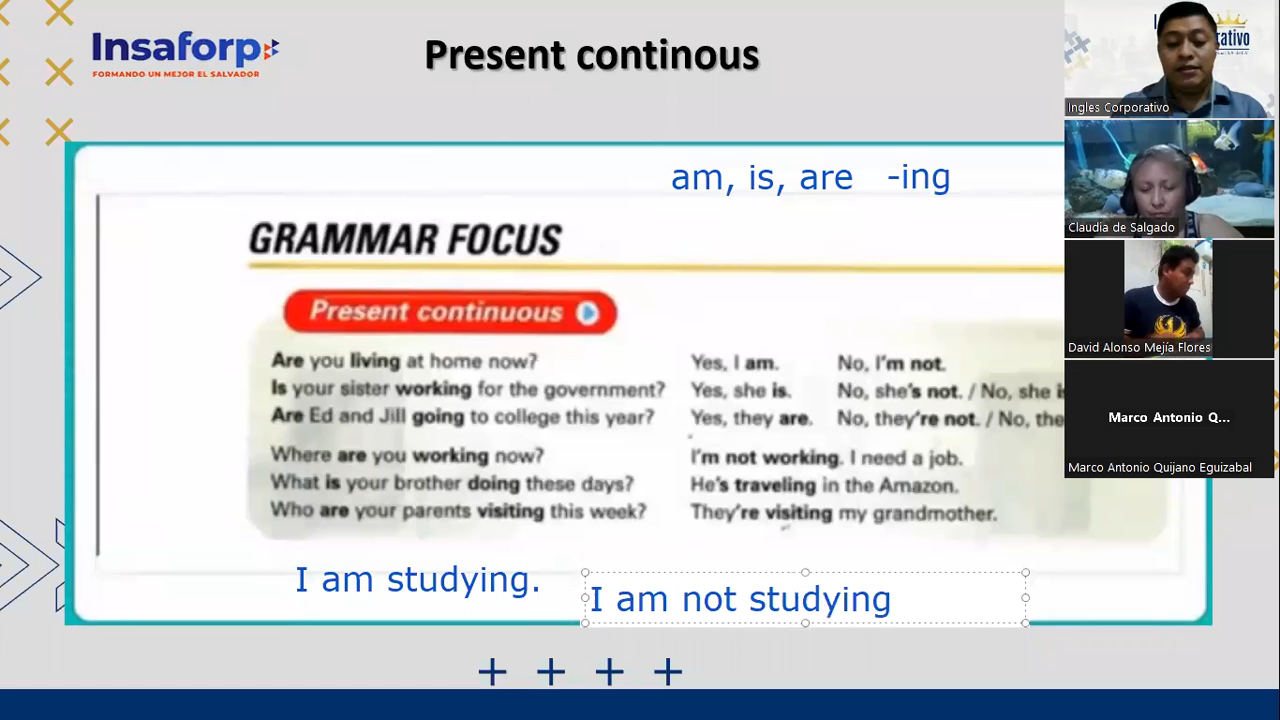 Insaforp
FORMANDO UN MEJOR EL SALVADOR
Present continous
am, is, are -ing
GRAMMAR FOCUS
Present continuous
Are you living at home now? Yes, I am. No, I'm not.
Is your sister working for the government? Yes, she is. No, she's not. / No, she
Are Ed and Jill going to college this year? Yes, they are. No, they're not. / No, the
Where are you working now? I'm not working. I need a job.
What is your brother doing these days? He's traveling in the Amazon.
Who are your parents visiting this week? They're visiting my grandmother.
I am studying.
I am not studying
Ingles Corporativo
Claudia de Salgado
David Alonso Mejía Flores
Marco Antonio Q...
Marco Antonio Quijano Eguizabal